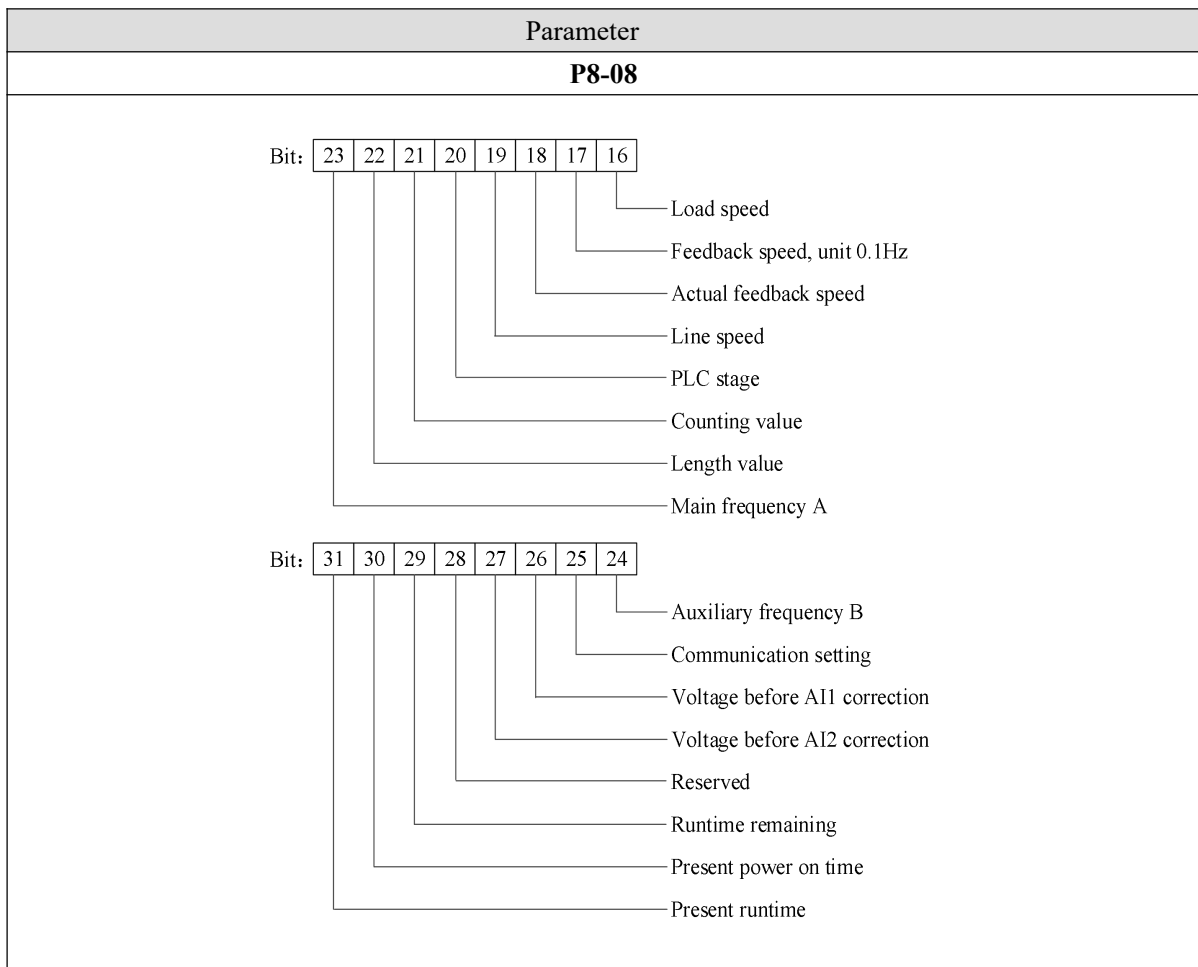 Parameter
P8-08
Bit: 23 22 21 20 19 18 17 16
Load speed
Feedback speed, unit 0.1Hz
Actual feedback speed
Line speed
PLC stage
Counting value
Length value
Main frequency A
Bit: 31 30 29 28 27 26 25 24
Auxiliary frequency B
Communication setting
Voltage before AI1 correction
Voltage before AI2 correction
Reserved
Runtime remaining
Present power on time
Present runtime